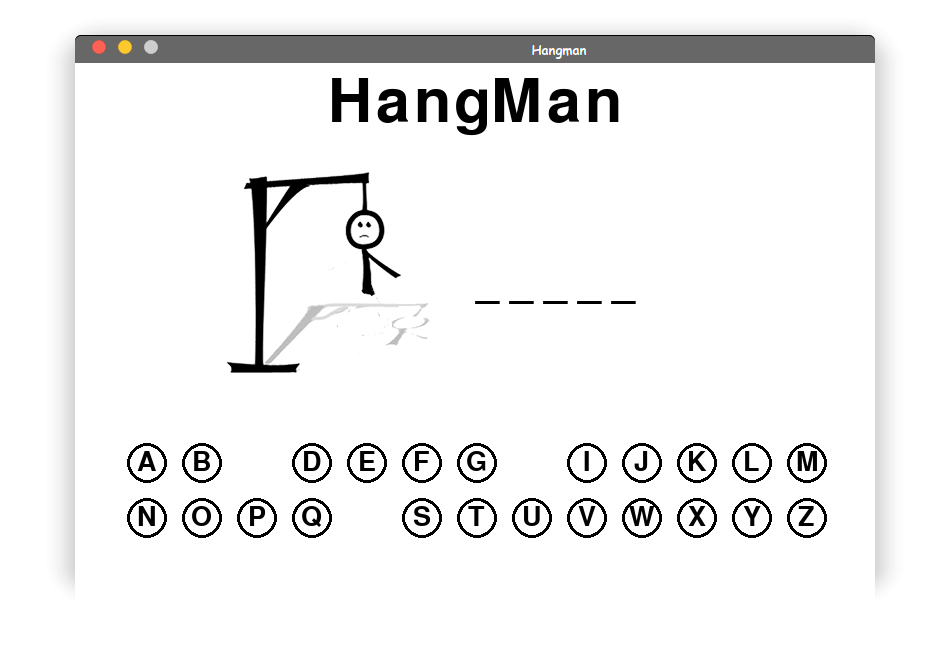 Hangman
HangMan
_ _ _ _ _
A B D E F G I J K L M
N O P Q S T U V W X Y Z